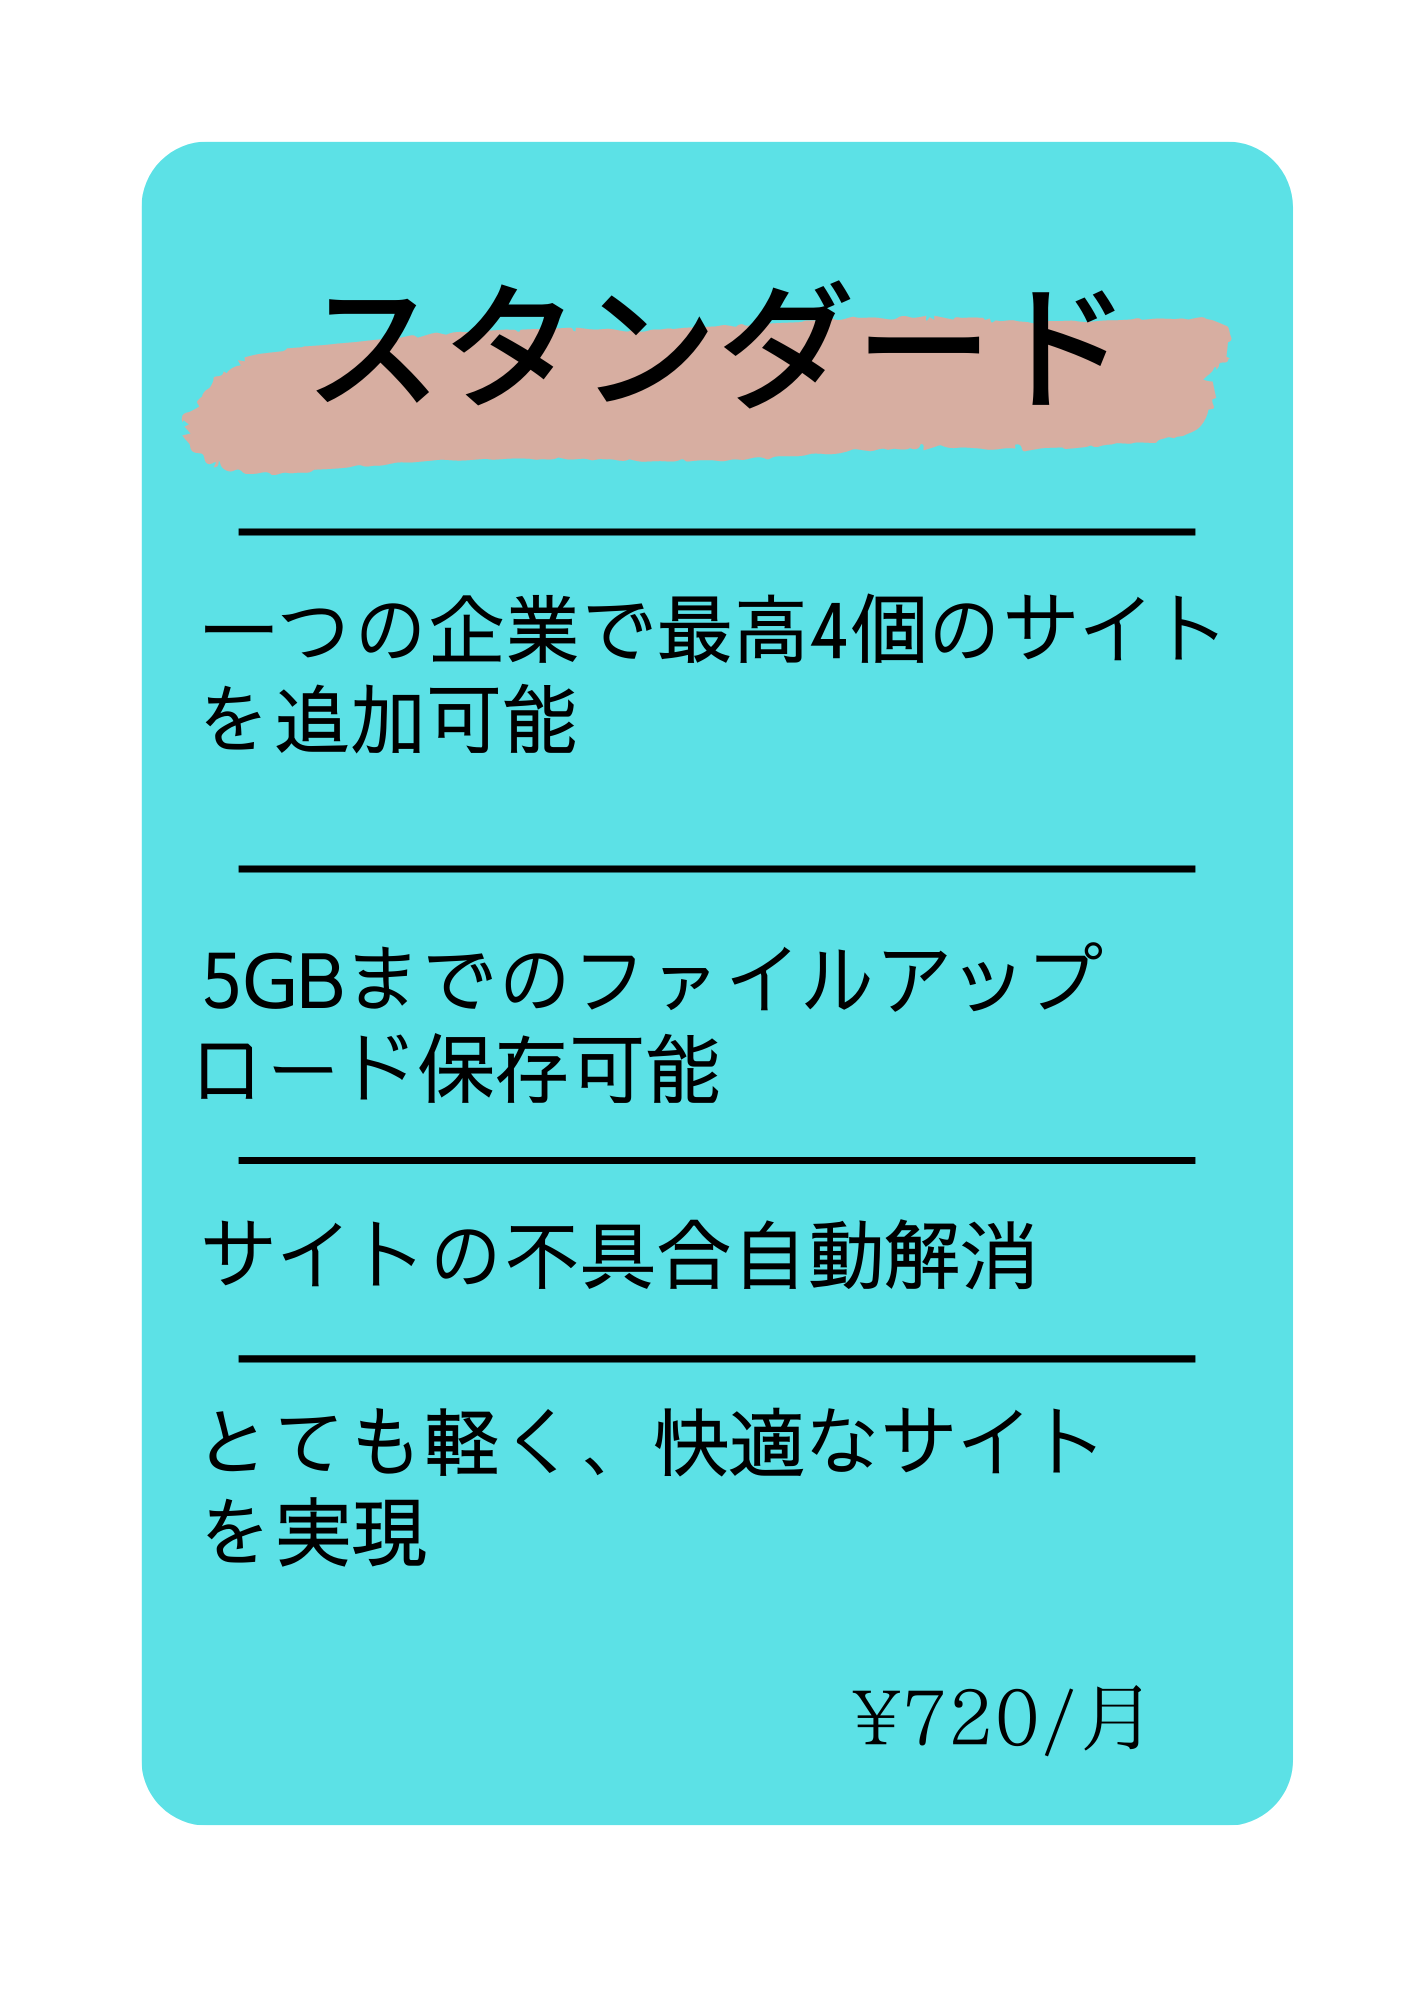 スタンダード
一つの企業で最高4個のサイト
を追加可能
5GBまでのファイルアップ
ロード保存可能
サイトの不具合自動解消
とても軽く、快適なサイト
を実現
¥720/月